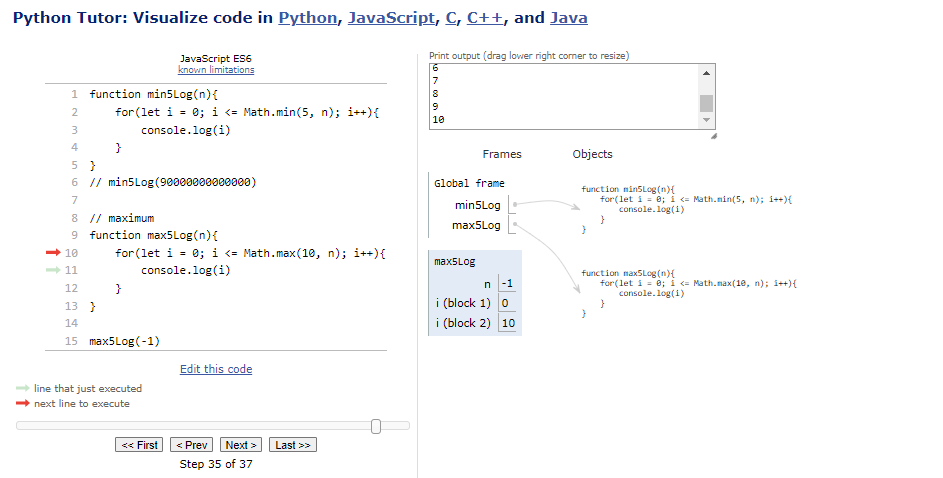 Python Tutor: Visualize code in Python, JavaScript, C, C++, and Java
JavaScript ES6
known limitations
1 function min5Log(n){
2 for(let i = 0; i <= Math.min(5, n); i++){
3 console.log(i)
4 }
5 }
6 // min5Log(90000000000000)
7
8 // maximum
9 function max5Log(n){
10 for(let i = 0; i <= Math.max(10, n); i++){
11 console.log(i)
12 }
13 }
14
15 max5Log(-1)
Edit this code
line that just executed
next line to execute
<< First < Prev Next > Last >>
Step 35 of 37
Print output (drag lower right corner to resize)
6
7
8
9
10
Frames Objects
Global frame
min5Log
max5Log
max5Log
n -1
i (block 1) 0
i (block 2) 10
function min5Log(n){
for(let i = 0; i <= Math.min(5, n); i++){
console.log(i)
}
}
function max5Log(n){
for(let i = 0; i <= Math.max(10, n); i++){
console.log(i)
}
}